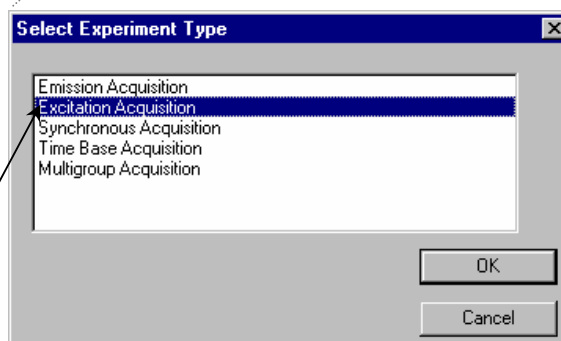 Select Experiment Type
Emission Acquisition
Excitation Acquisition
Synchronous Acquisition
Time Base Acquisition
Multigroup Acquisition
OK
Cancel